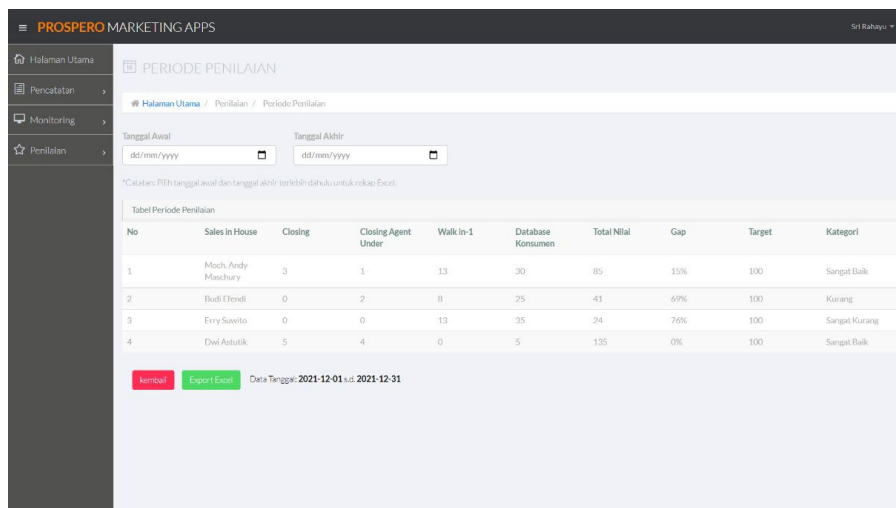 ≡ PROSPERO MARKETING APPS Sri Rahayu
Halaman Utama
Pencatatan
Monitoring
Penilaian
PERIODE PENILAIAN
Halaman Utama / Penilaian / Periode Penilaian
Tanggal Awal Tanggal Akhir
dd/mm/yyyy dd/mm/yyyy
*Catatan: Pilih tanggal awal dan tanggal akhir terlebih dahulu untuk rekap Excel.
Tabel Periode Penilaian
No Sales in House Closing Closing Agent Under Walk in-1 Database Konsumen Total Nilai Gap Target Kategori
1 Moch. Andy Maschury 3 1 13 30 85 15% 100 Sangat Baik
2 Budi Efendi 0 2 8 25 41 69% 100 Kurang
3 Erry Suwito 0 0 13 35 24 76% 100 Sangat Kurang
4 Dwi Astutik 5 4 0 5 135 0% 100 Sangat Baik
kembali Export Excel Data Tanggal: 2021-12-01 s.d. 2021-12-31